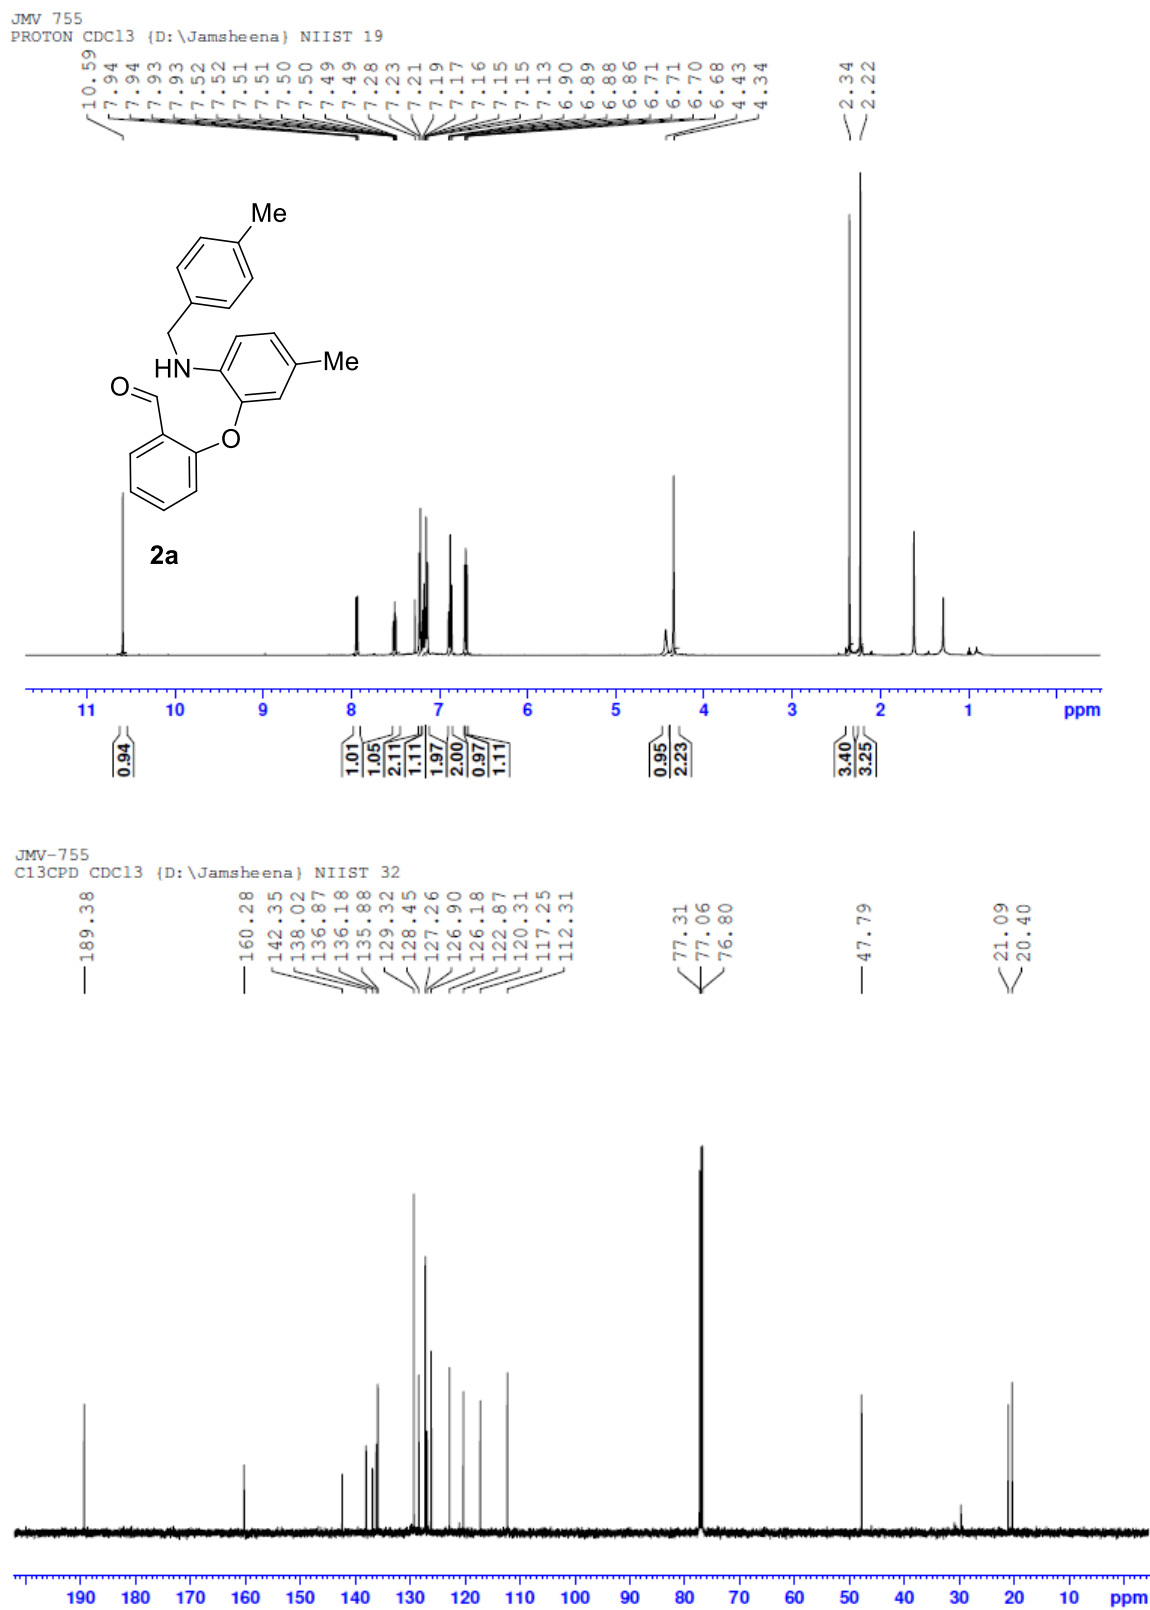 JMV 755
PROTON CDCl3 {D:\Jamsheena} NIIST 19
10.59 7.94 7.94 7.93 7.93 7.52 7.52 7.51 7.51 7.50 7.50 7.49 7.49 7.28 7.23 7.21 7.19 7.17 7.16 7.15 7.15 7.13 6.90 6.89 6.88 6.86 6.71 6.71 6.70 6.68 4.43 4.34 2.34 2.22
Me
HN
Me
O
O
2a
11 10 9 8 7 6 5 4 3 2 1 ppm
0.94 1.01 1.05 2.11 1.11 1.97 2.00 0.97 1.11 0.95 2.23 3.40 3.25
JMV-755
C13CPD CDCl3 {D:\Jamsheena} NIIST 32
189.38 160.28 142.35 138.02 136.87 136.18 135.88 129.32 128.45 127.26 126.90 126.18 122.87 120.31 117.25 112.31 77.31 77.06 76.80 47.79 21.09 20.40
190 180 170 160 150 140 130 120 110 100 90 80 70 60 50 40 30 20 10 ppm